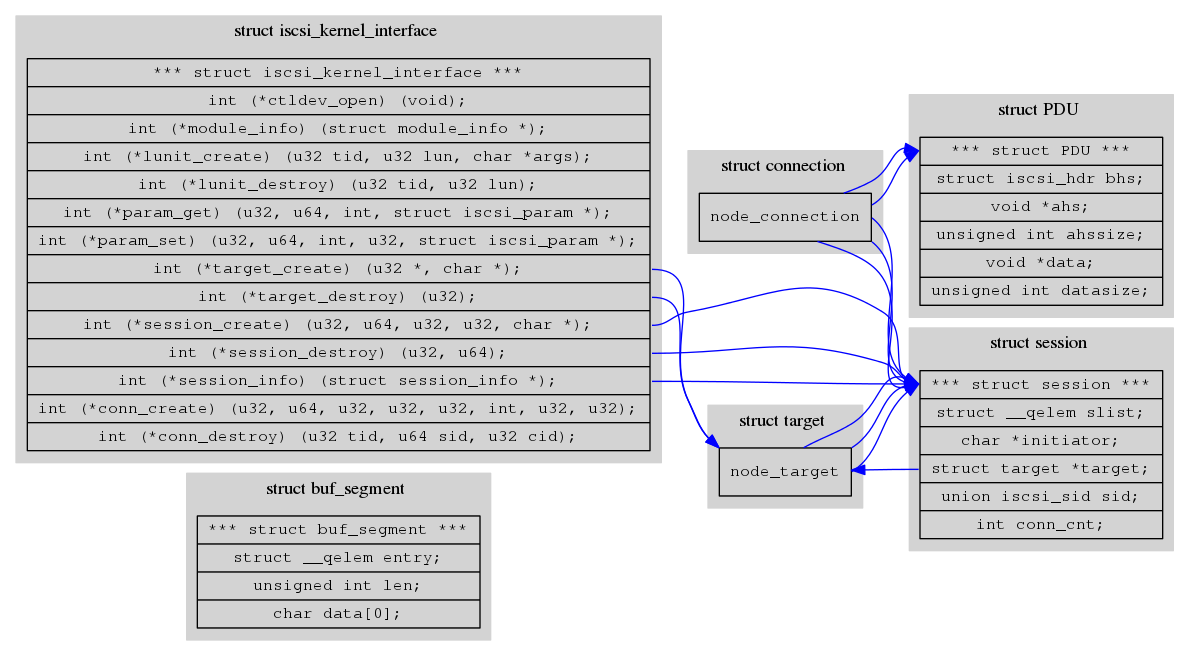 struct iscsi_kernel_interface
*** struct iscsi_kernel_interface ***
int (*ctldev_open) (void);
int (*module_info) (struct module_info *);
int (*lunit_create) (u32 tid, u32 lun, char *args);
int (*lunit_destroy) (u32 tid, u32 lun);
int (*param_get) (u32, u64, int, struct iscsi_param *);
int (*param_set) (u32, u64, int, u32, struct iscsi_param *);
int (*target_create) (u32 *, char *);
int (*target_destroy) (u32);
int (*session_create) (u32, u64, u32, u32, char *);
int (*session_destroy) (u32, u64);
int (*session_info) (struct session_info *);
int (*conn_create) (u32, u64, u32, u32, u32, int, u32, u32);
int (*conn_destroy) (u32 tid, u64 sid, u32 cid);
struct buf_segment
*** struct buf_segment ***
struct __qelem entry;
unsigned int len;
char data[0];
struct connection
node_connection
struct target
node_target
struct PDU
*** struct PDU ***
struct iscsi_hdr bhs;
void *ahs;
unsigned int ahssize;
void *data;
unsigned int datasize;
struct session
*** struct session ***
struct __qelem slist;
char *initiator;
struct target *target;
union iscsi_sid sid;
int conn_cnt;